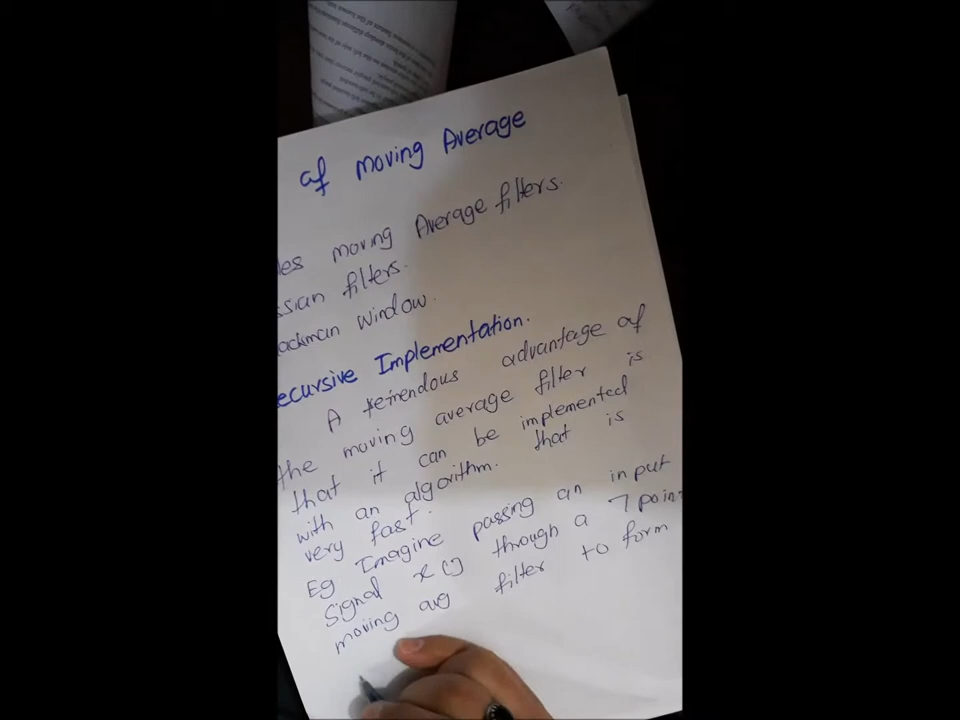 of Moving Average
les moving Average filters.
ssian filters.
ackman Window.
ecursive Implementation.
A tremendous advantage of
the moving average filter is
that it can be implemented
with an algorithm. that is
very fast.
Eg Imagine passing an input
Signal x[] through a 7 poin
moving avg filter to form